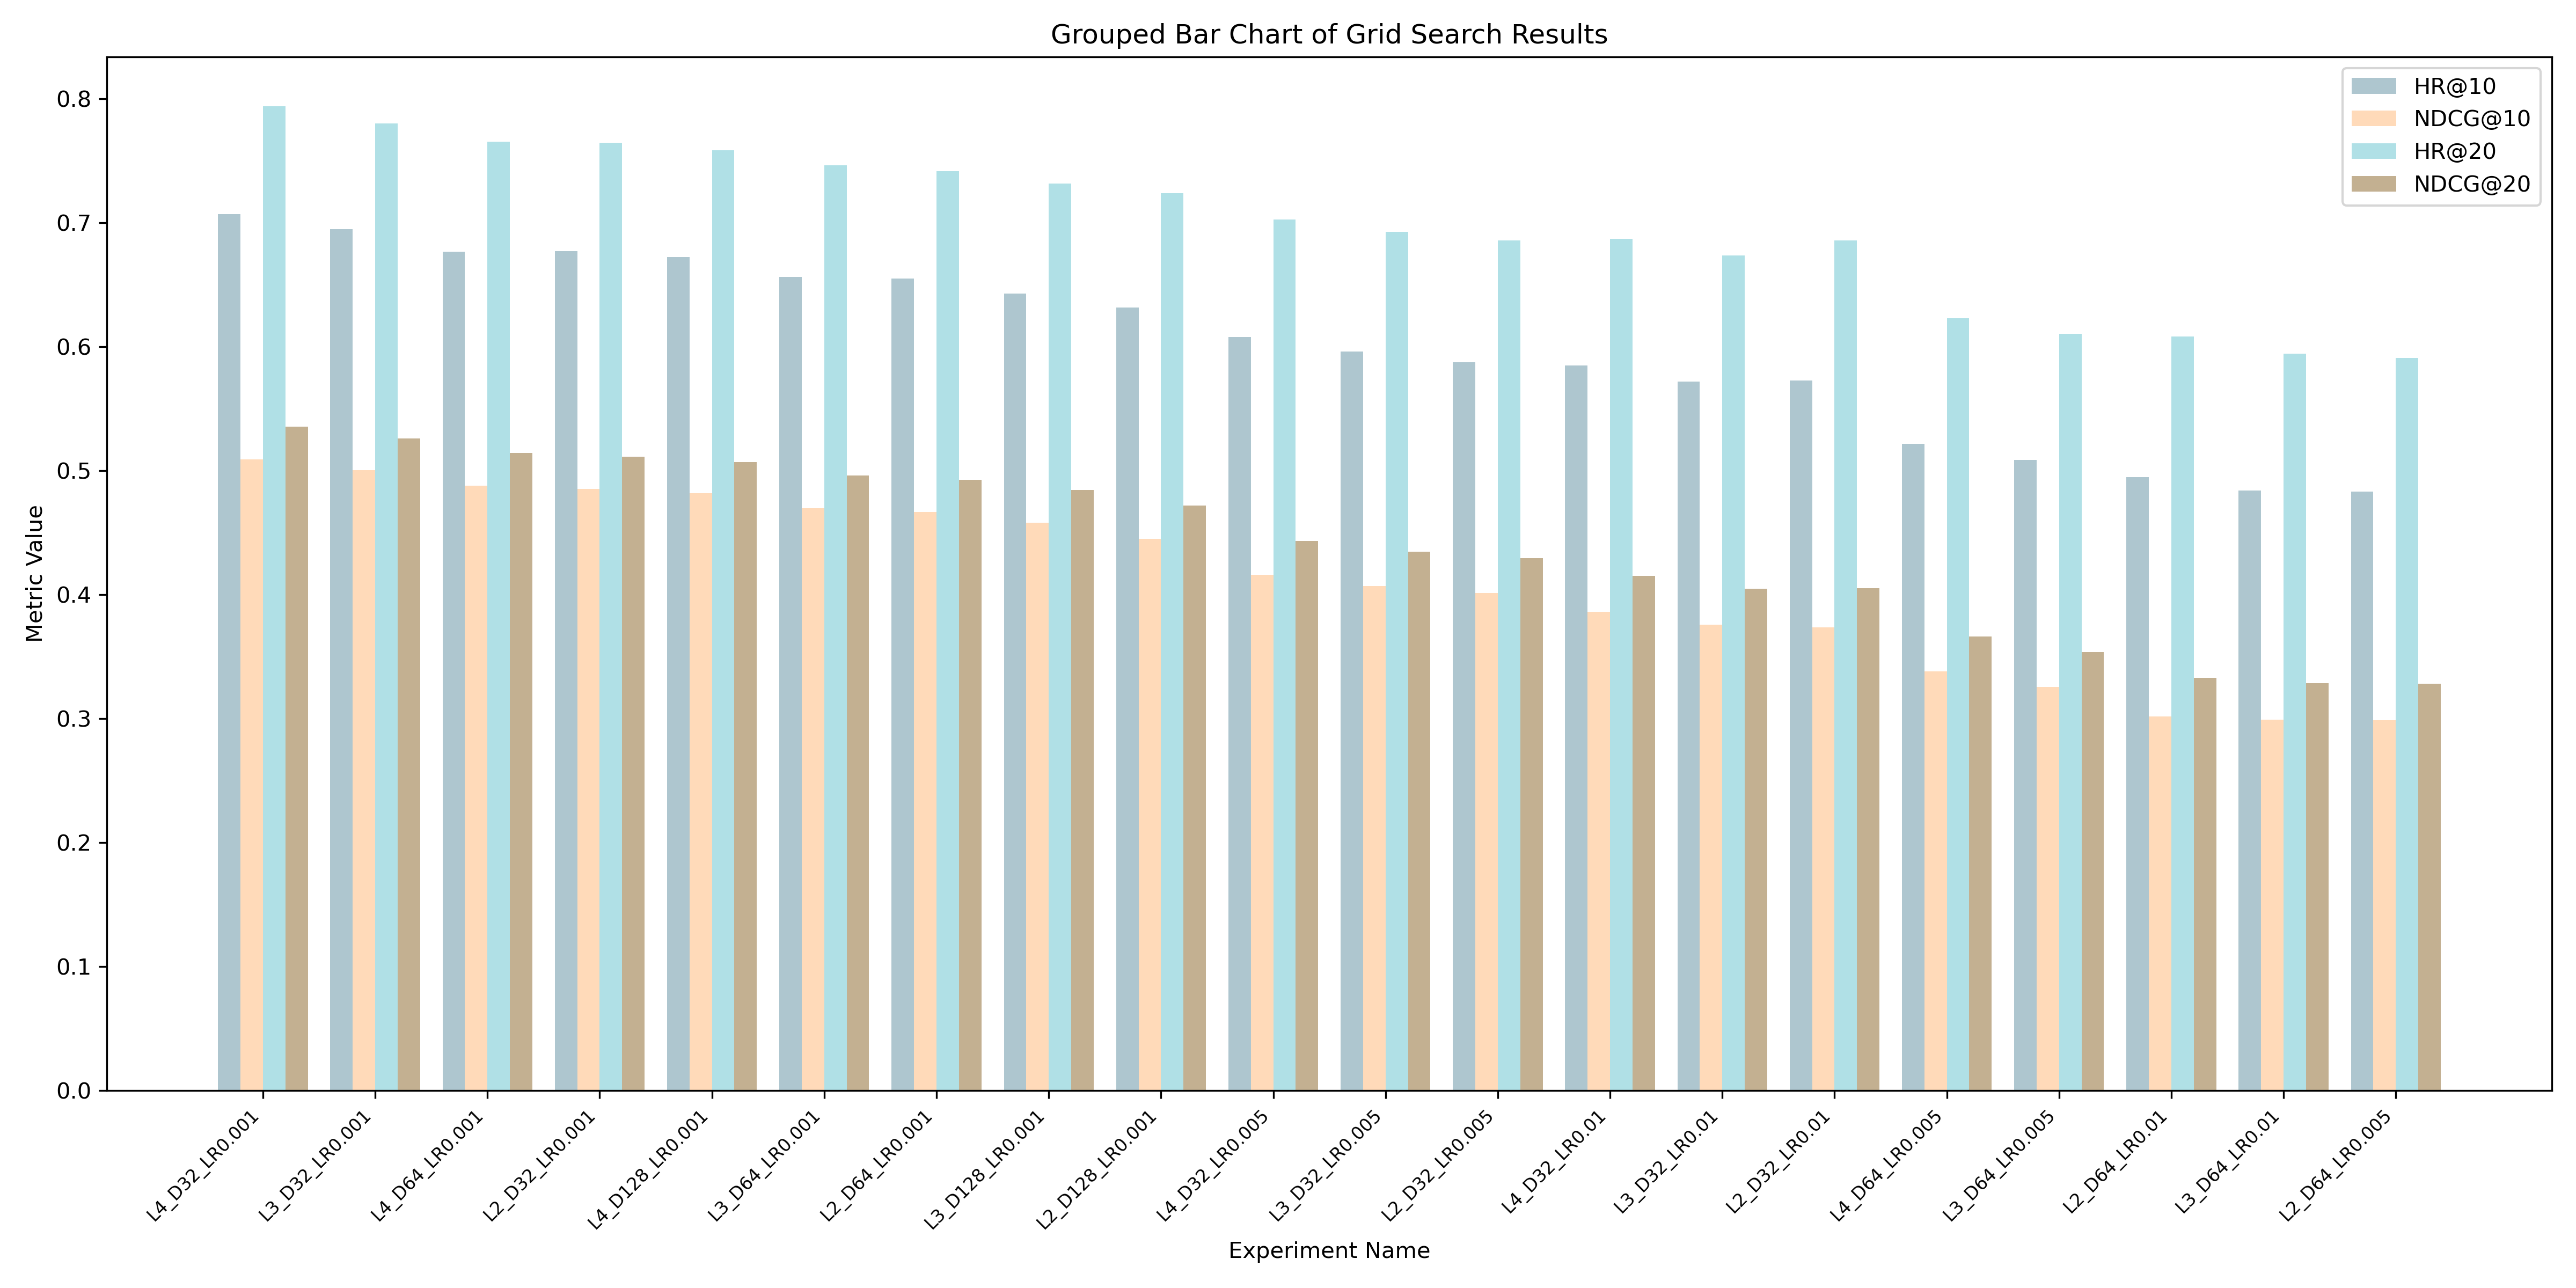 Grouped Bar Chart of Grid Search Results
HR@10
NDCG@10
HR@20
NDCG@20
Metric Value
0.8
0.7
0.6
0.5
0.4
0.3
0.2
0.1
0.0
L4_D32_LR0.001
L3_D32_LR0.001
L4_D64_LR0.001
L2_D32_LR0.001
L4_D128_LR0.001
L3_D64_LR0.001
L2_D64_LR0.001
L3_D128_LR0.001
L2_D128_LR0.001
L4_D32_LR0.005
L3_D32_LR0.005
L2_D32_LR0.005
L4_D32_LR0.01
L3_D32_LR0.01
L2_D32_LR0.01
L4_D64_LR0.005
L3_D64_LR0.005
L2_D64_LR0.01
L3_D64_LR0.01
L2_D64_LR0.005
Experiment Name